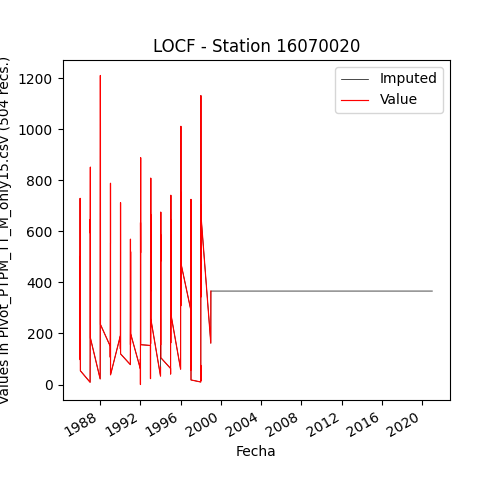 LOCF - Station 16070020
Imputed
Value
1200
1000
800
600
400
200
0
Values in Pivot_PTPM_TT_M_only15.csv (504 recs.)
1988 1992 1996 2000 2004 2008 2012 2016 2020
Fecha